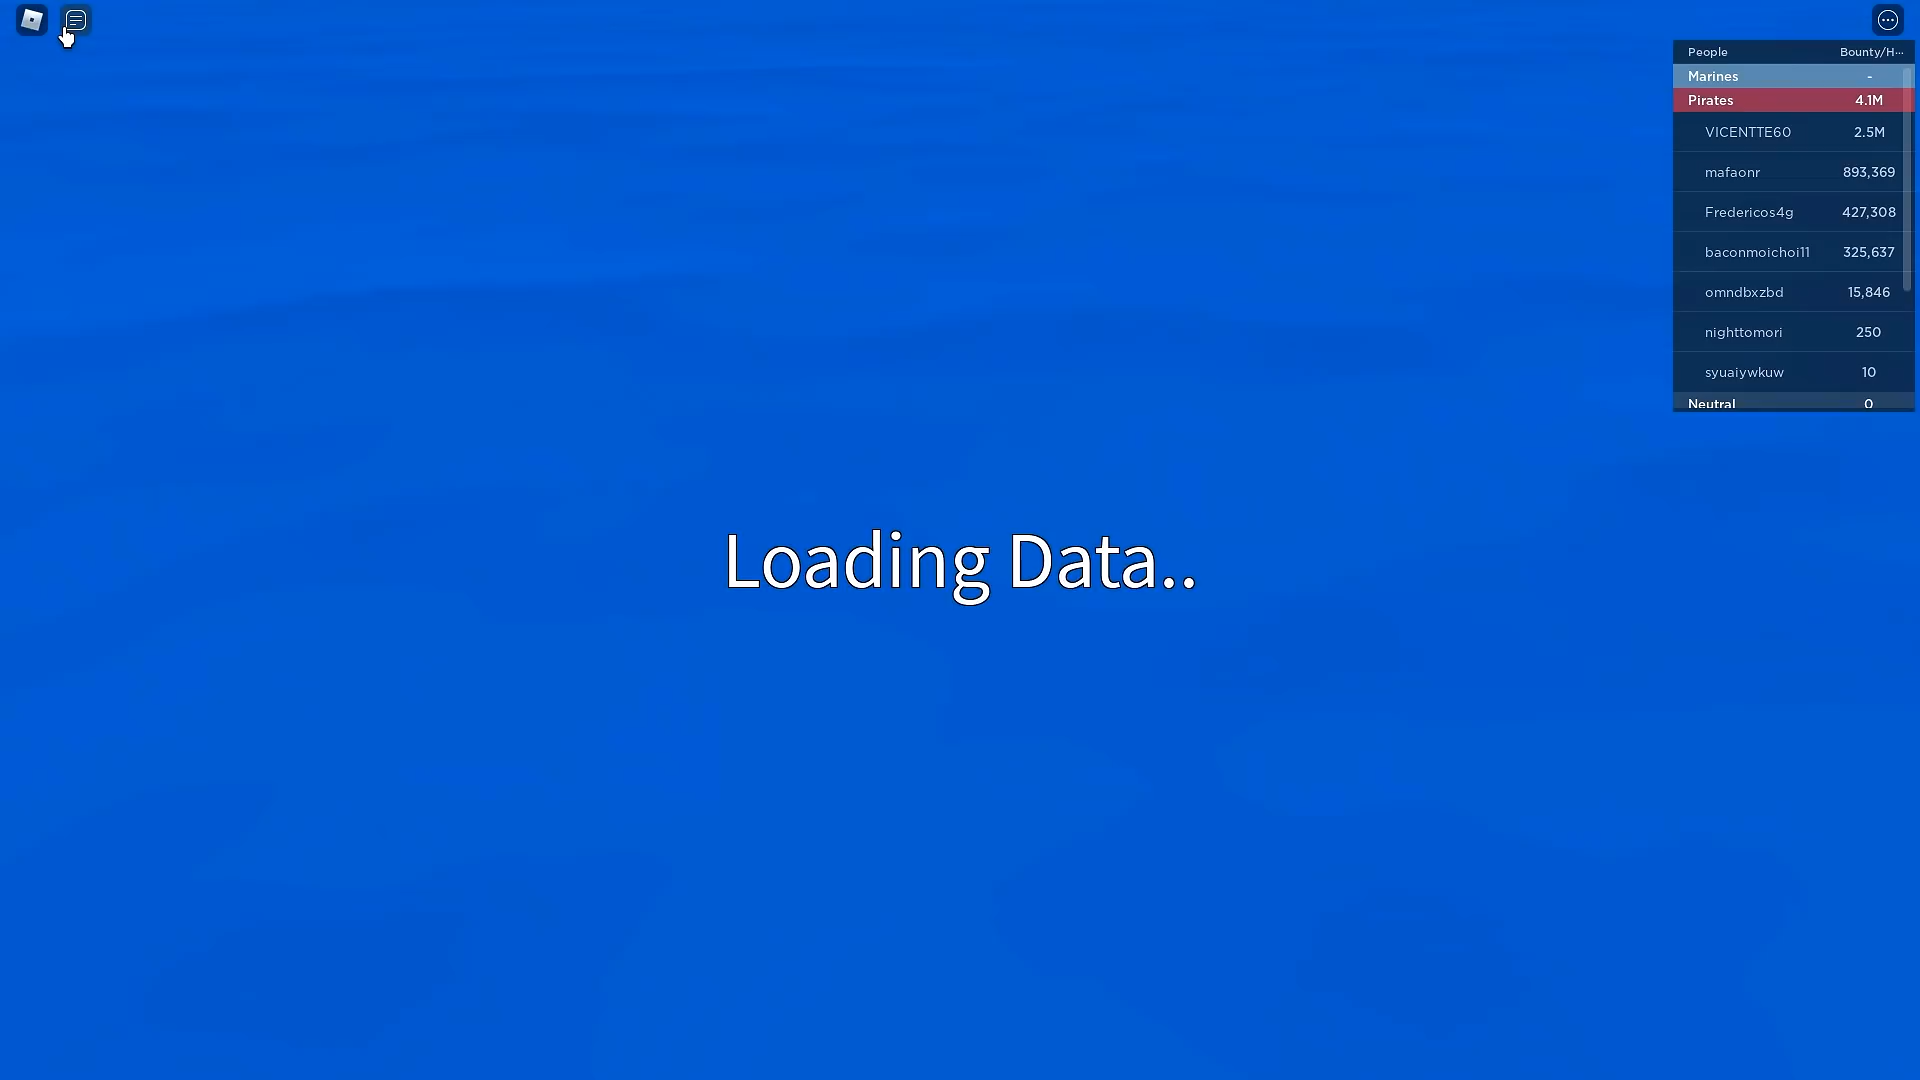 People Bounty/H...
Marines -
Pirates 4.1M
VICENTTE60 2.5M
mafaonr 893,369
Fredericos4g 427,308
baconmoichoi11 325,637
omndbxzbd 15,846
nighttomori 250
syuaiywkuw 10
Neutral 0
Loading Data..